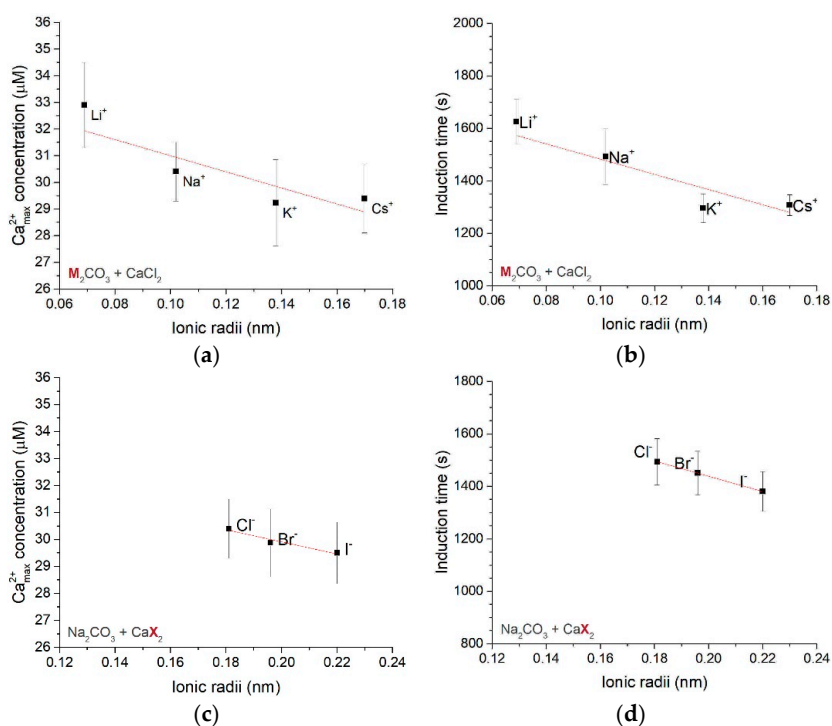 36
35
34
33
32
31
30
29
28
27
26
Ca²⁺max concentration (μM)
Li⁺
Na⁺
K⁺
Cs⁺
M₂CO₃ + CaCl₂
0.06 0.08 0.10 0.12 0.14 0.16 0.18
Ionic radii (nm)
(a)
2000
1800
1600
1400
1200
1000
Induction time (s)
Li⁺
Na⁺
K⁺
Cs⁺
M₂CO₃ + CaCl₂
0.06 0.08 0.10 0.12 0.14 0.16 0.18
Ionic radii (nm)
(b)
36
35
34
33
32
31
30
29
28
27
26
Ca²⁺max concentration (μM)
Cl⁻
Br⁻
I⁻
Na₂CO₃ + CaX₂
0.12 0.14 0.16 0.18 0.20 0.22 0.24
Ionic radii (nm)
(c)
1800
1600
1400
1200
1000
800
Induction time (s)
Cl⁻
Br⁻
I⁻
Na₂CO₃ + CaX₂
0.12 0.14 0.16 0.18 0.20 0.22 0.24
Ionic radii (nm)
(d)